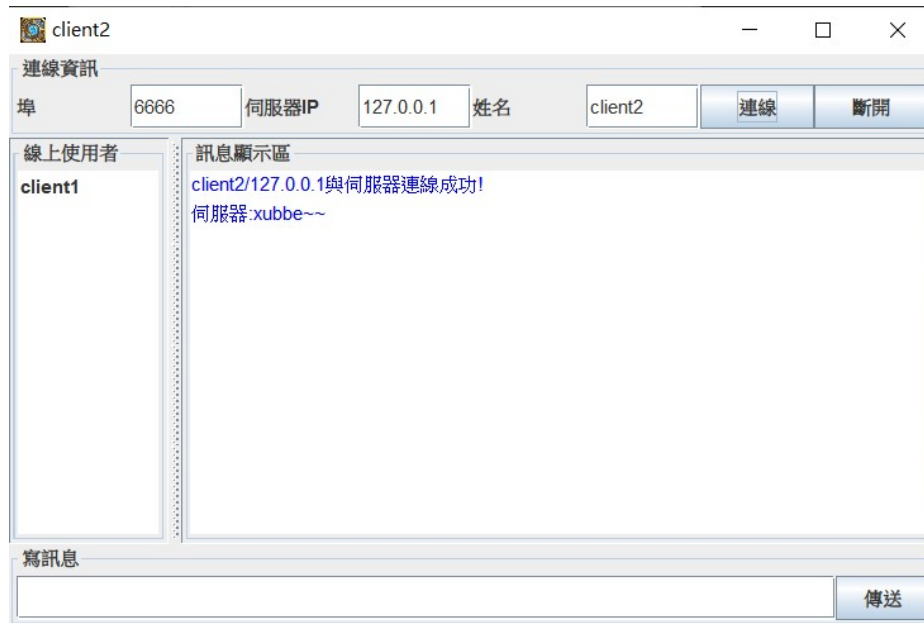 client2
連線資訊
埠 6666 伺服器IP 127.0.0.1 姓名 client2 連線 斷開
線上使用者
client1
訊息顯示區
client2/127.0.0.1與伺服器連線成功!
伺服器:xubbe~~
寫訊息
傳送